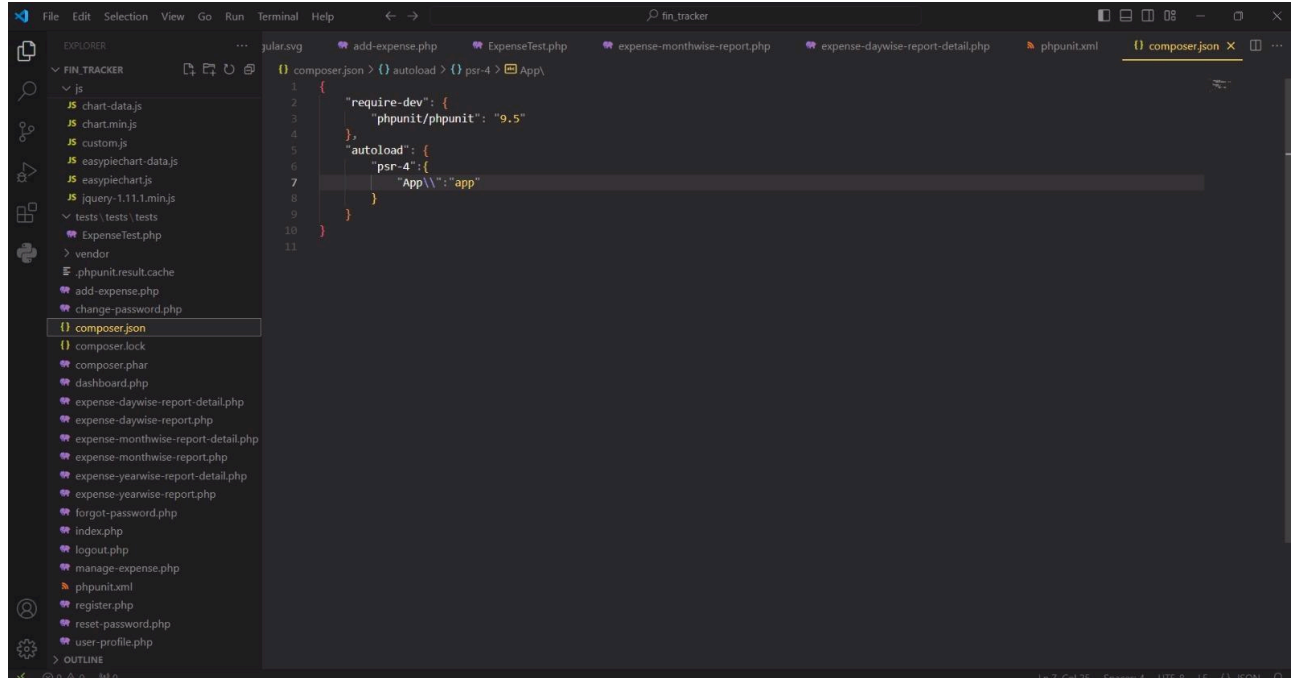 File Edit Selection View Go Run Terminal Help
fin_tracker
EXPLORER
gular.svg add-expense.php ExpenseTest.php expense-monthwise-report.php expense-daywise-report-detail.php phpunit.xml {} composer.json
FIN_TRACKER
{} composer.json > {} autoload > {} psr-4 > App\
js
JS chart-data.js
JS chart.min.js
JS custom.js
JS easypiechart-data.js
JS easypiechart.js
JS jquery-1.11.1.min.js
tests\tests\tests
ExpenseTest.php
> vendor
.phpunit.result.cache
add-expense.php
change-password.php
{} composer.json
{} composer.lock
composer.phar
dashboard.php
expense-daywise-report-detail.php
expense-daywise-report.php
expense-monthwise-report-detail.php
expense-monthwise-report.php
expense-yearwise-report-detail.php
expense-yearwise-report.php
forgot-password.php
index.php
logout.php
manage-expense.php
phpunit.xml
register.php
reset-password.php
user-profile.php
> OUTLINE
1 {
2 "require-dev": {
3 "phpunit/phpunit": "9.5"
4 },
5 "autoload": {
6 "psr-4":{
7 "App\\":"app"
8 }
9 }
10 }
11